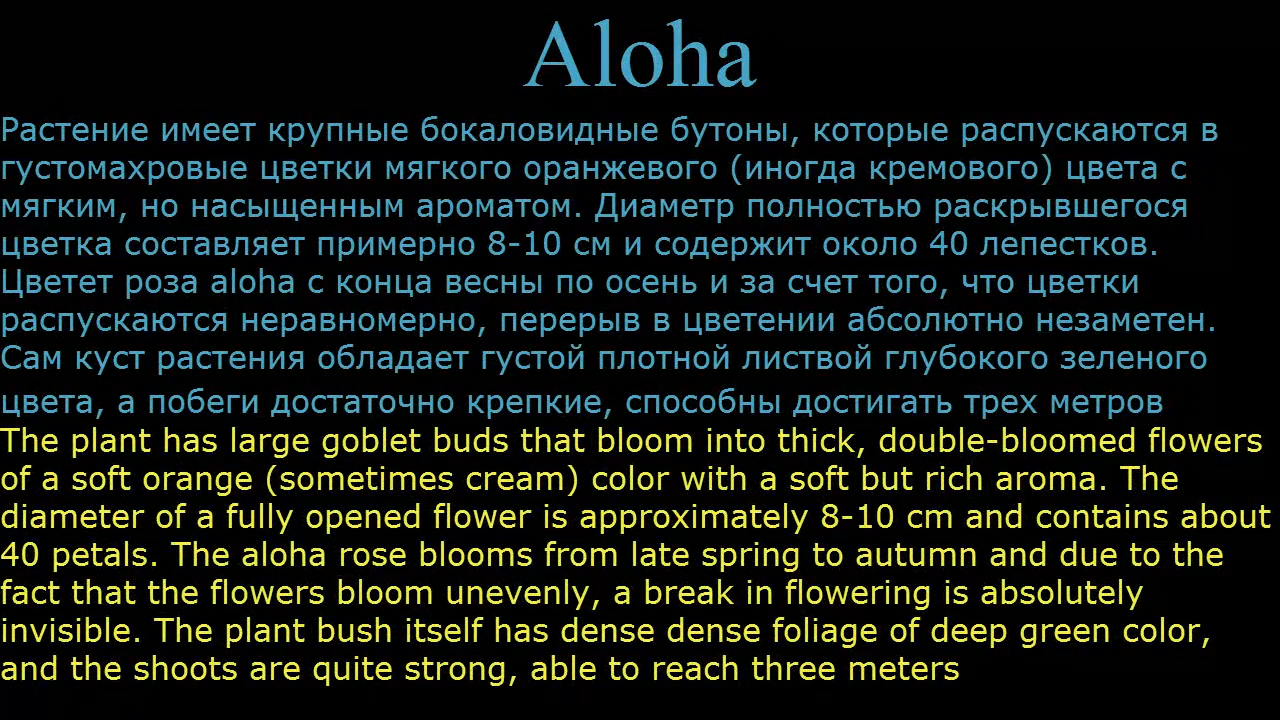 Aloha
Растение имеет крупные бокаловидные бутоны, которые распускаются в
густомахровые цветки мягкого оранжевого (иногда кремового) цвета с
мягким, но насыщенным ароматом. Диаметр полностью раскрывшегося
цветка составляет примерно 8-10 см и содержит около 40 лепестков.
Цветет роза aloha с конца весны по осень и за счет того, что цветки
распускаются неравномерно, перерыв в цветении абсолютно незаметен.
Сам куст растения обладает густой плотной листвой глубокого зеленого
цвета, а побеги достаточно крепкие, способны достигать трех метров
The plant has large goblet buds that bloom into thick, double-bloomed flowers
of a soft orange (sometimes cream) color with a soft but rich aroma. The
diameter of a fully opened flower is approximately 8-10 cm and contains about
40 petals. The aloha rose blooms from late spring to autumn and due to the
fact that the flowers bloom unevenly, a break in flowering is absolutely
invisible. The plant bush itself has dense dense foliage of deep green color,
and the shoots are quite strong, able to reach three meters